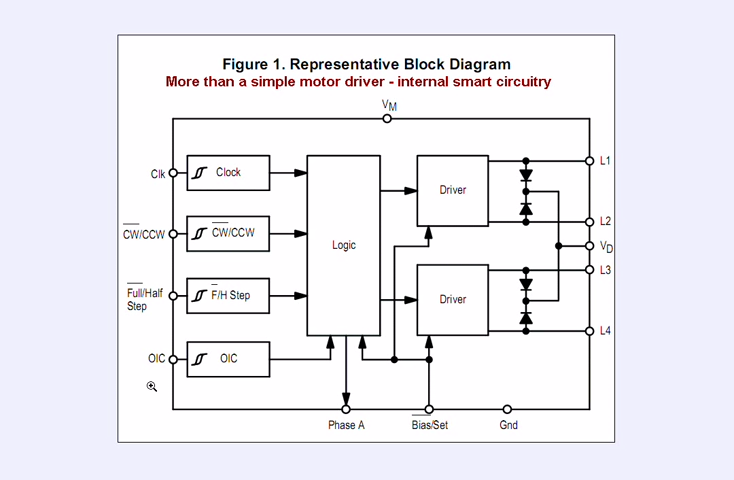 Figure 1. Representative Block Diagram
More than a simple motor driver - internal smart circuitry
VM
Clk
Clock
L1
Driver
CW/CCW
CW/CCW
L2
Logic
VD
L3
Full/Half
Step
F/H Step
Driver
L4
OIC
OIC
Phase A
Bias/Set
Gnd